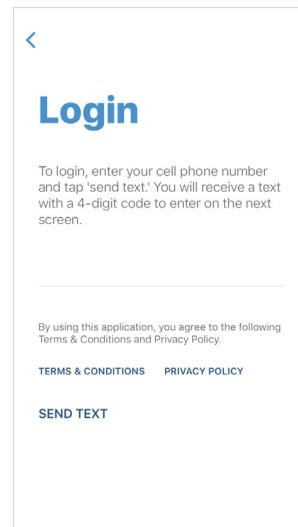 Login
To login, enter your cell phone number
and tap 'send text.' You will receive a text
with a 4-digit code to enter on the next
screen.
By using this application, you agree to the following
Terms & Conditions and Privacy Policy.
TERMS & CONDITIONS PRIVACY POLICY
SEND TEXT